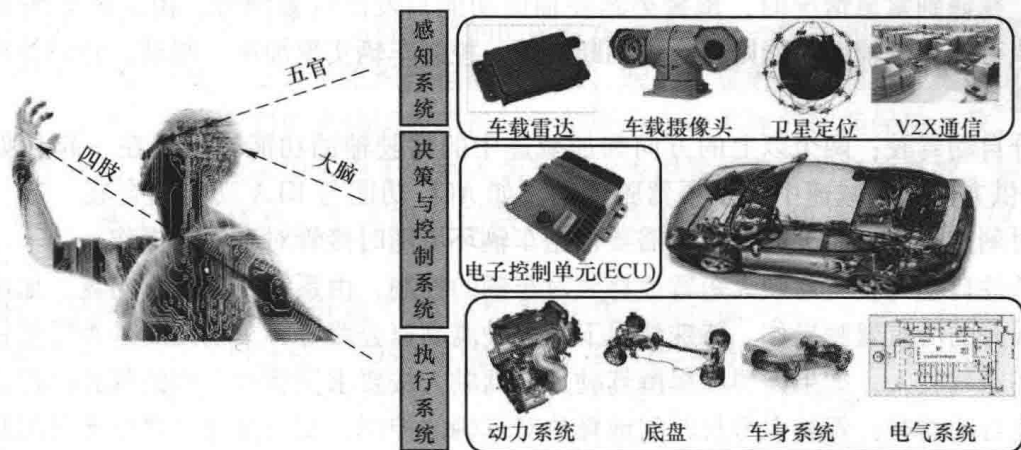 五官
四肢
大脑
感知系统
车载雷达
车载摄像头
卫星定位
V2X通信
决策与控制系统
电子控制单元(ECU)
执行系统
动力系统
底盘
车身系统
电气系统